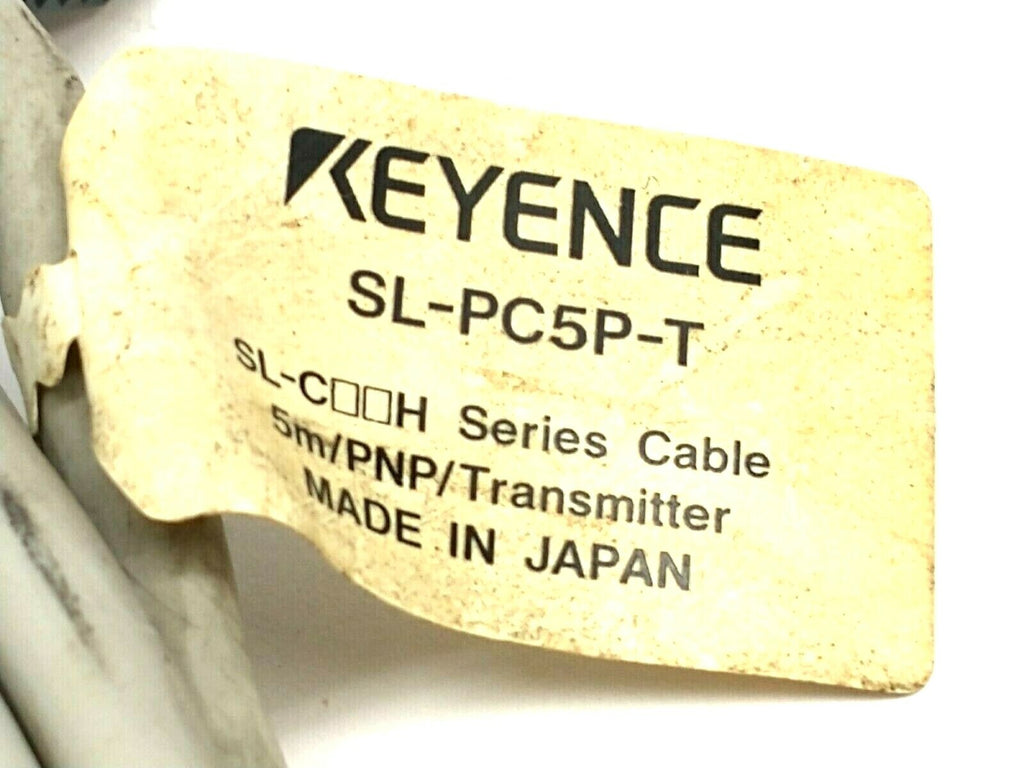 KEYENCE
SL-PC5P-T
SL-C□□H Series Cable
5m/PNP/Transmitter
MADE IN JAPAN